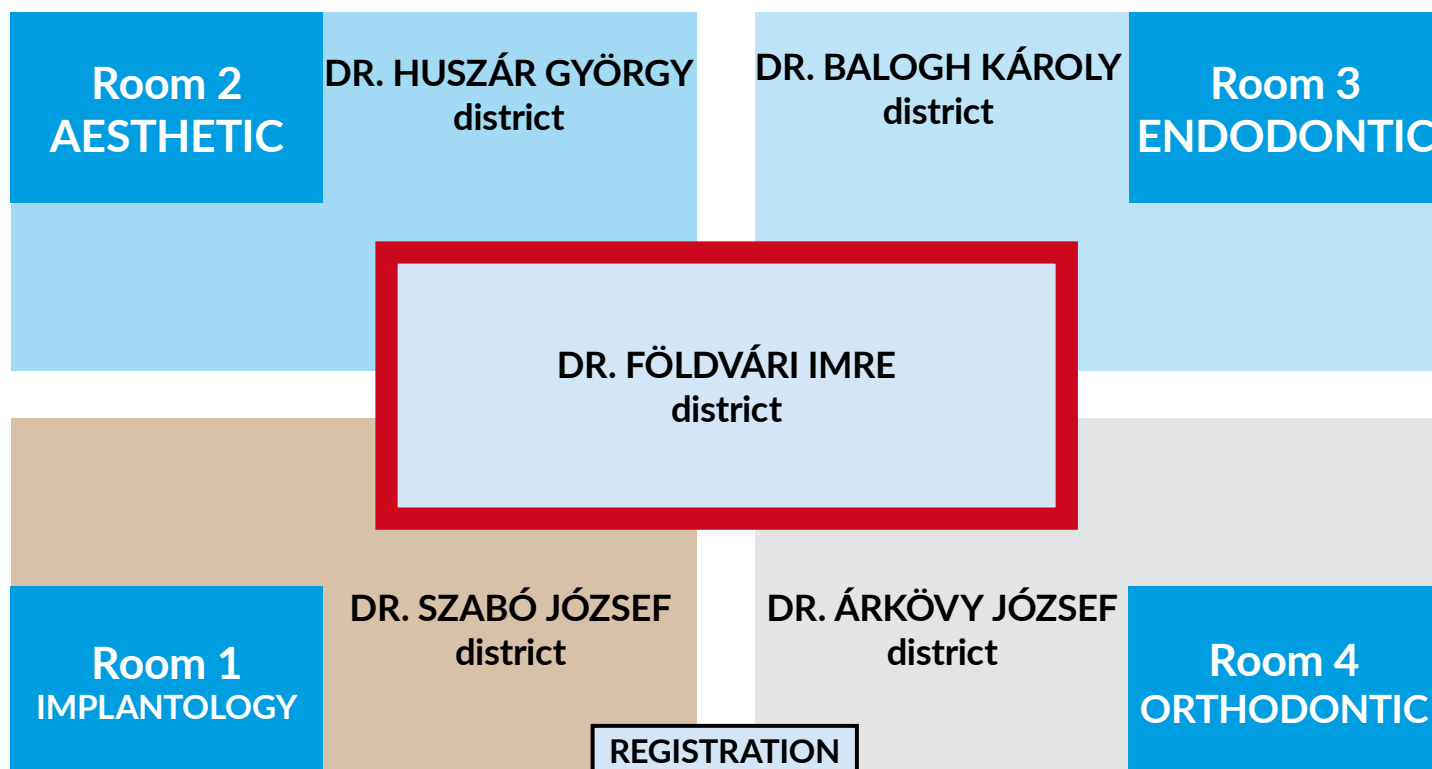 Room 2
AESTHETIC
DR. HUSZÁR GYÖRGY
district
DR. BALOGH KÁROLY
district
Room 3
ENDODONTIC
DR. FÖLDVÁRI IMRE
district
Room 1
IMPLANTOLOGY
DR. SZABÓ JÓZSEF
district
DR. ÁRKÖVY JÓZSEF
district
Room 4
ORTHODONTIC
REGISTRATION